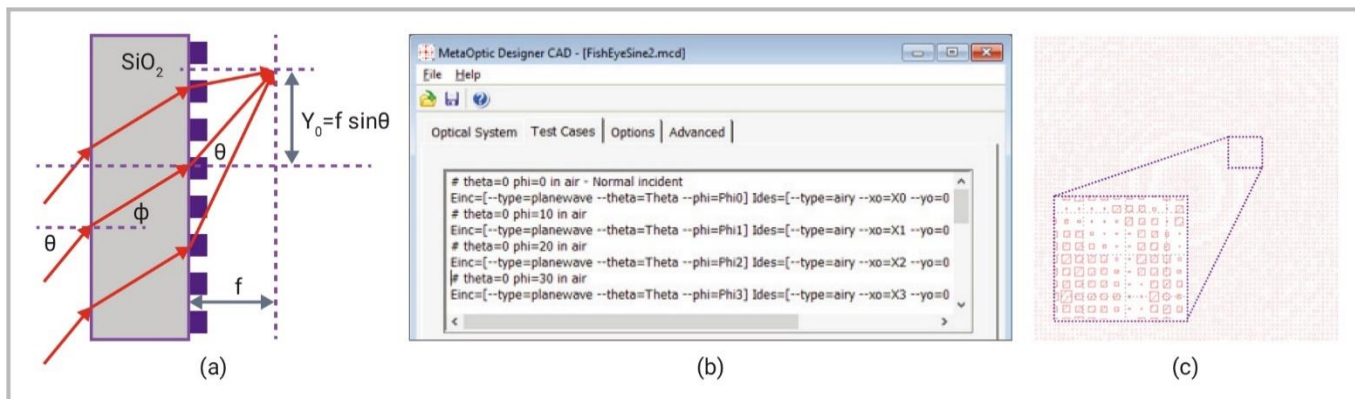 SiO₂
Y₀=f sinθ
θ
ϕ
θ
f
(a)
MetaOptic Designer CAD - [FishEyeSine2.mcd]
File Help
Optical System Test Cases Options Advanced
# theta=0 phi=0 in air - Normal incident
Einc=[--type=planewave --theta=Theta --phi=Phi0] Ides=[--type=airy --xo=X0 --yo=0
# theta=0 phi=10 in air
Einc=[--type=planewave --theta=Theta --phi=Phi1] Ides=[--type=airy --xo=X1 --yo=0
# theta=0 phi=20 in air
Einc=[--type=planewave --theta=Theta --phi=Phi2] Ides=[--type=airy --xo=X2 --yo=0
# theta=0 phi=30 in air
Einc=[--type=planewave --theta=Theta --phi=Phi3] Ides=[--type=airy --xo=X3 --yo=0
(b)
(c)